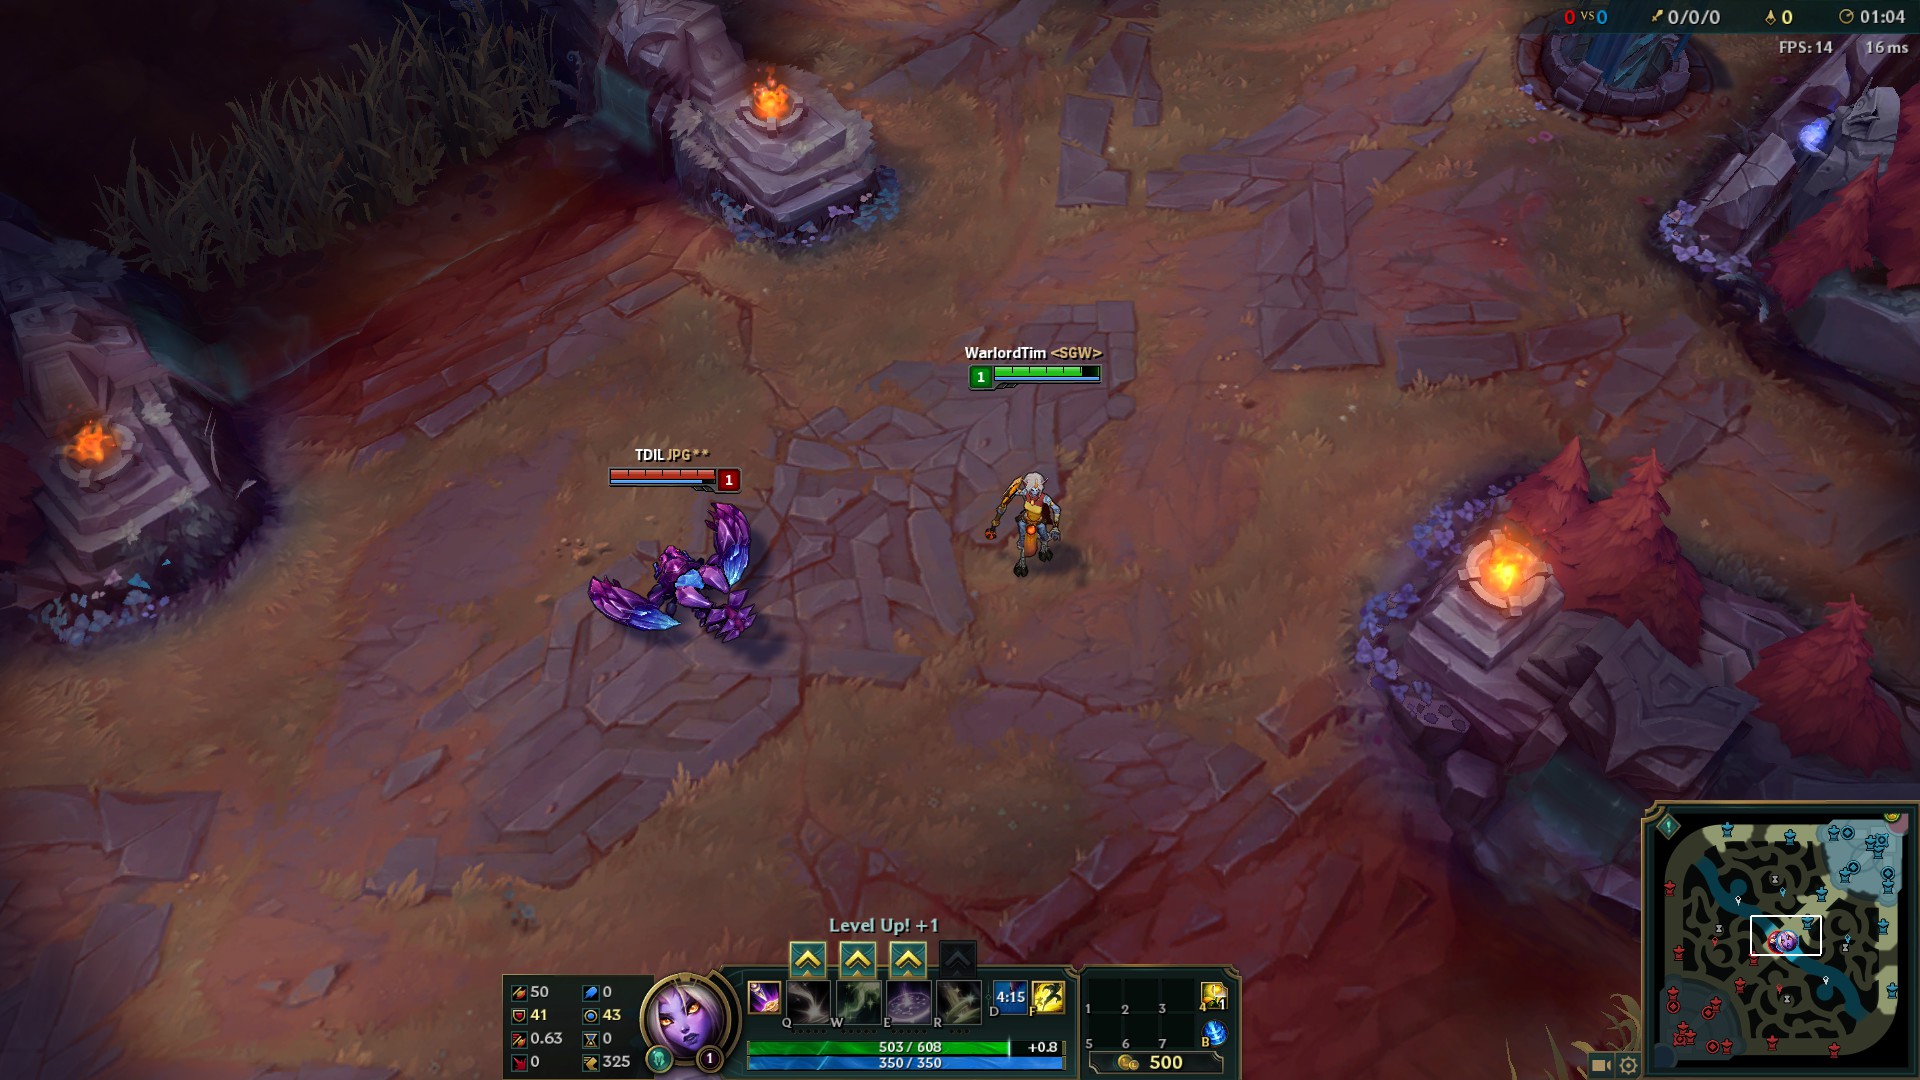 0 VS 0 0/0/0 0 01:04
FPS: 14 16 ms
WarlordTim <SGW>
1
TDIL JPG**
1
Level Up! +1
50 0
41 43
0.63 0
0 325
1
Q W E R
4:15
D F
503 / 608 +0.8
350 / 350
1 2 3 4 1
5 6 7 B
500